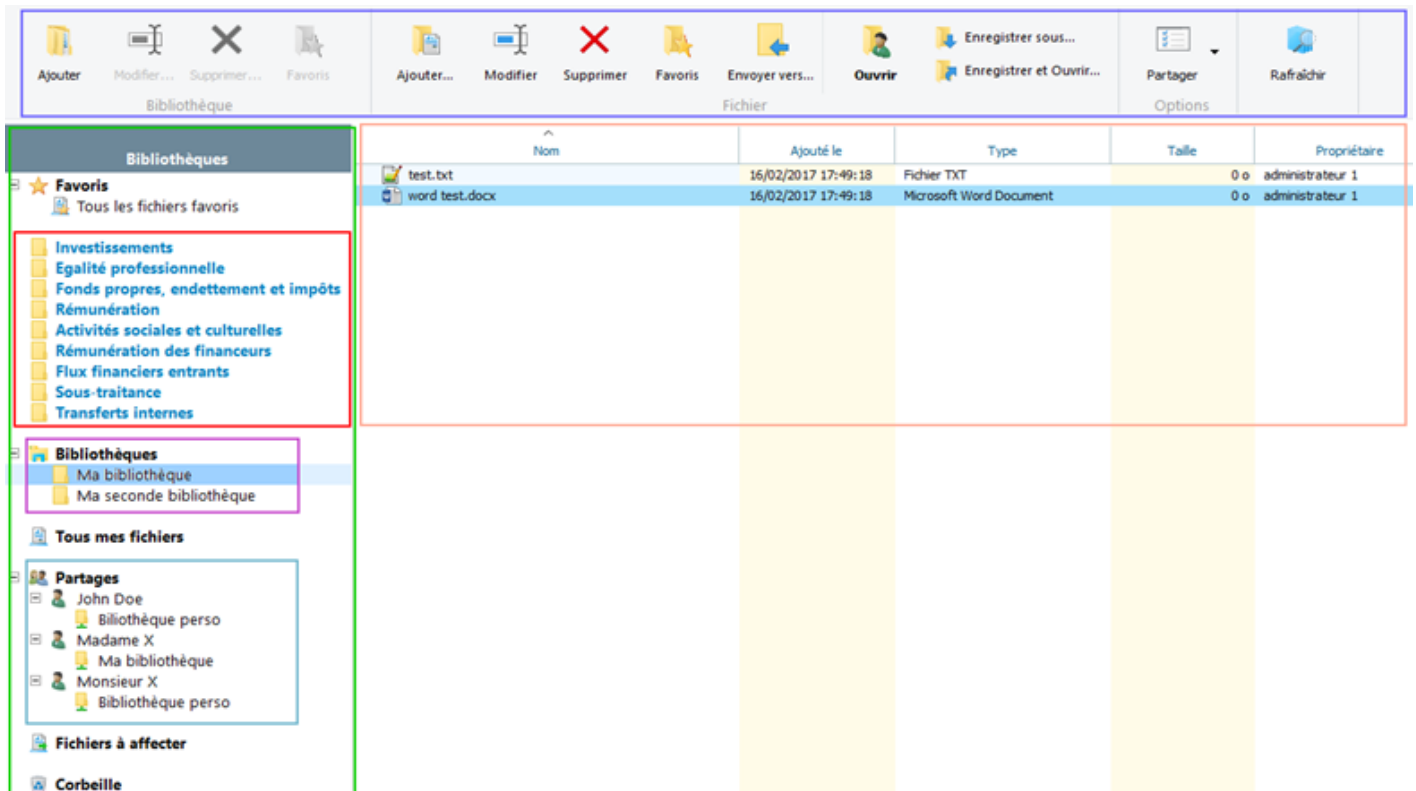 Ajouter
Modifier...
Supprimer...
Favoris
Bibliothèque
Ajouter...
Modifier
Supprimer
Favoris
Envoyer vers...
Ouvrir
Enregistrer sous...
Enregistrer et Ouvrir...
Fichier
Partager
Options
Rafraîchir
Bibliothèques
Favoris
Tous les fichiers favoris
Investissements
Egalité professionnelle
Fonds propres, endettement et impôts
Rémunération
Activités sociales et culturelles
Rémunération des financeurs
Flux financiers entrants
Sous-traitance
Transferts internes
Bibliothèques
Ma bibliothèque
Ma seconde bibliothèque
Tous mes fichiers
Partages
John Doe
Biliothèque perso
Madame X
Ma bibliothèque
Monsieur X
Bibliothèque perso
Fichiers à affecter
Corbeille
Nom Ajouté le Type Taille Propriétaire
test.txt 16/02/2017 17:49:18 Fichier TXT 0 o administrateur 1
word test.docx 16/02/2017 17:49:18 Microsoft Word Document 0 o administrateur 1